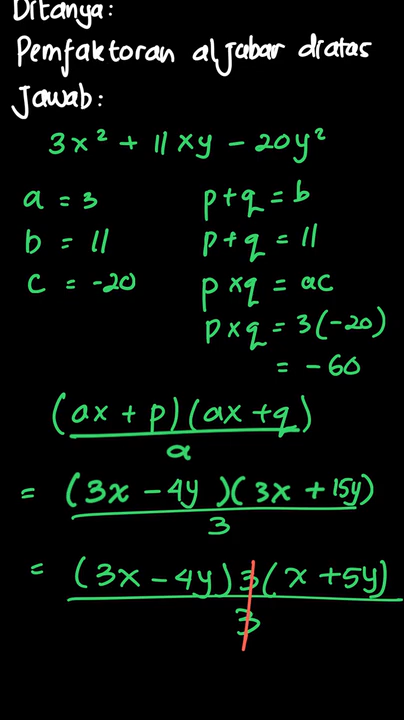 Ditanya:
Pemfaktoran aljabar diatas
Jawab:
3x² + 11xy - 20y²
a = 3
p+q = b
b = 11
p+q = 11
c = -20
p×q = ac
p×q = 3(-20)
= -60
(ax + p)(ax+q)
a
= (3x - 4y)(3x + 15y)
3
= (3x - 4y)3(x + 5y)
3